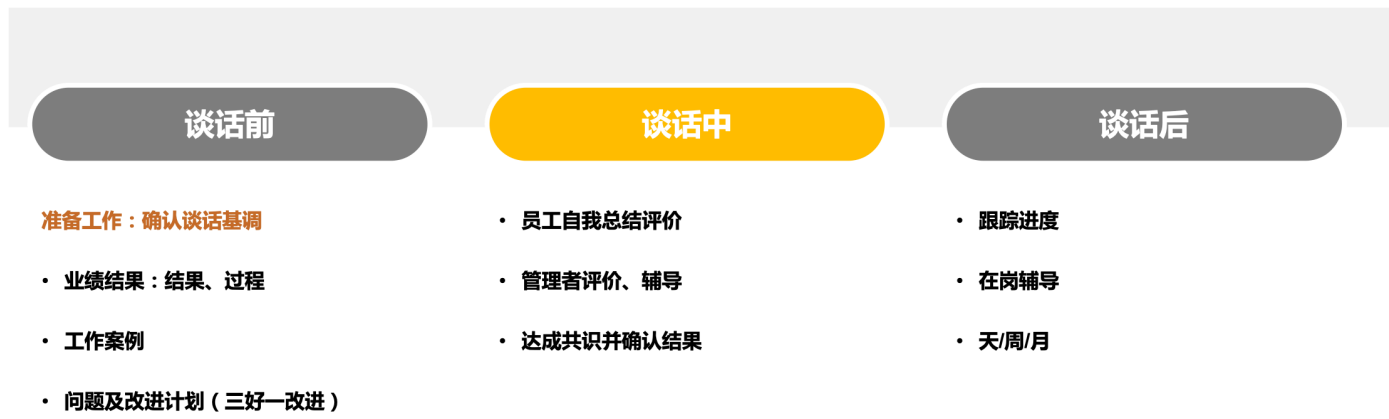 谈话前
准备工作：确认谈话基调
• 业绩结果：结果、过程
• 工作案例
• 问题及改进计划（三好一改进）
谈话中
• 员工自我总结评价
• 管理者评价、辅导
• 达成共识并确认结果
谈话后
• 跟踪进度
• 在岗辅导
• 天/周/月